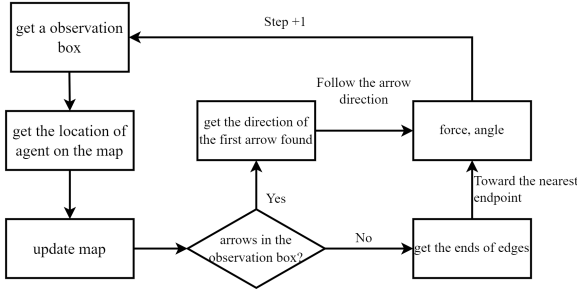 get a observation
box
Step +1
get the location of
agent on the map
get the direction of
the first arrow found
Follow the arrow
direction
force, angle
Yes
Toward the nearest
endpoint
update map
arrows in the
observation box?
No
get the ends of edges